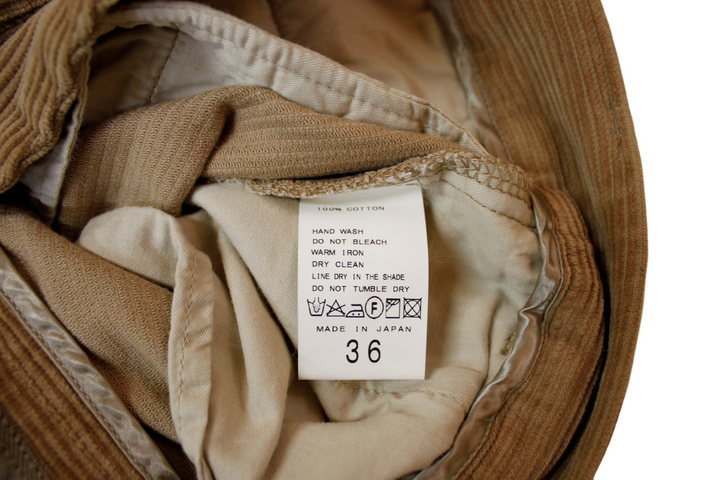 100% COTTON
HAND WASH
DO NOT BLEACH
WARM IRON
DRY CLEAN
LINE DRY IN THE SHADE
DO NOT TUMBLE DRY
F
MADE IN JAPAN
36